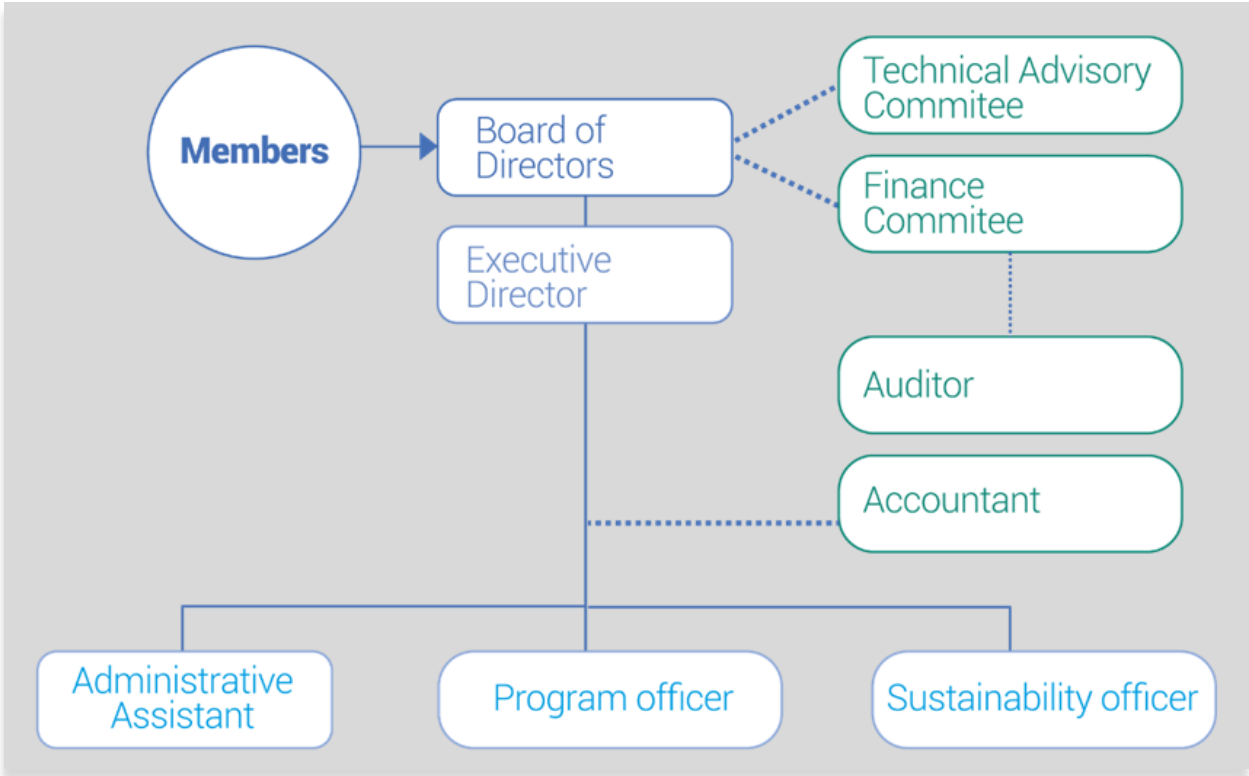 Members
Board of
Directors
Technical Advisory
Commitee
Finance
Commitee
Executive
Director
Auditor
Accountant
Administrative
Assistant
Program officer
Sustainability officer